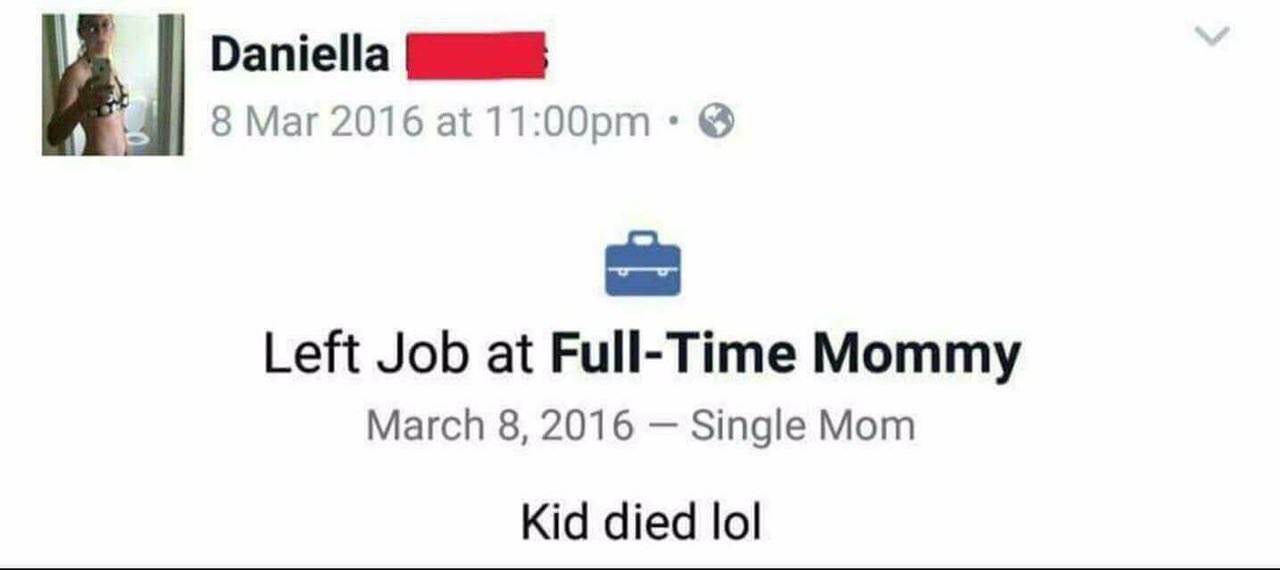 Daniella
8 Mar 2016 at 11:00pm ·
Left Job at Full-Time Mommy
March 8, 2016 — Single Mom
Kid died lol